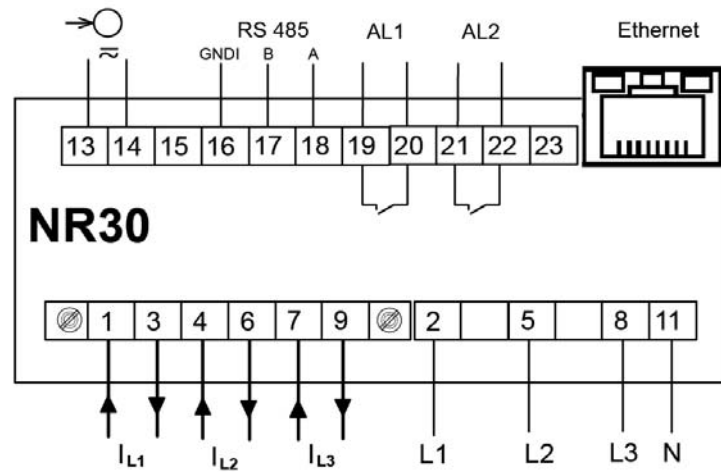 RS 485 AL1 AL2 Ethernet
GNDI B A
13 14 15 16 17 18 19 20 21 22 23
NR30
1 3 4 6 7 9 2 5 8 11
IL1 IL2 IL3 L1 L2 L3 N